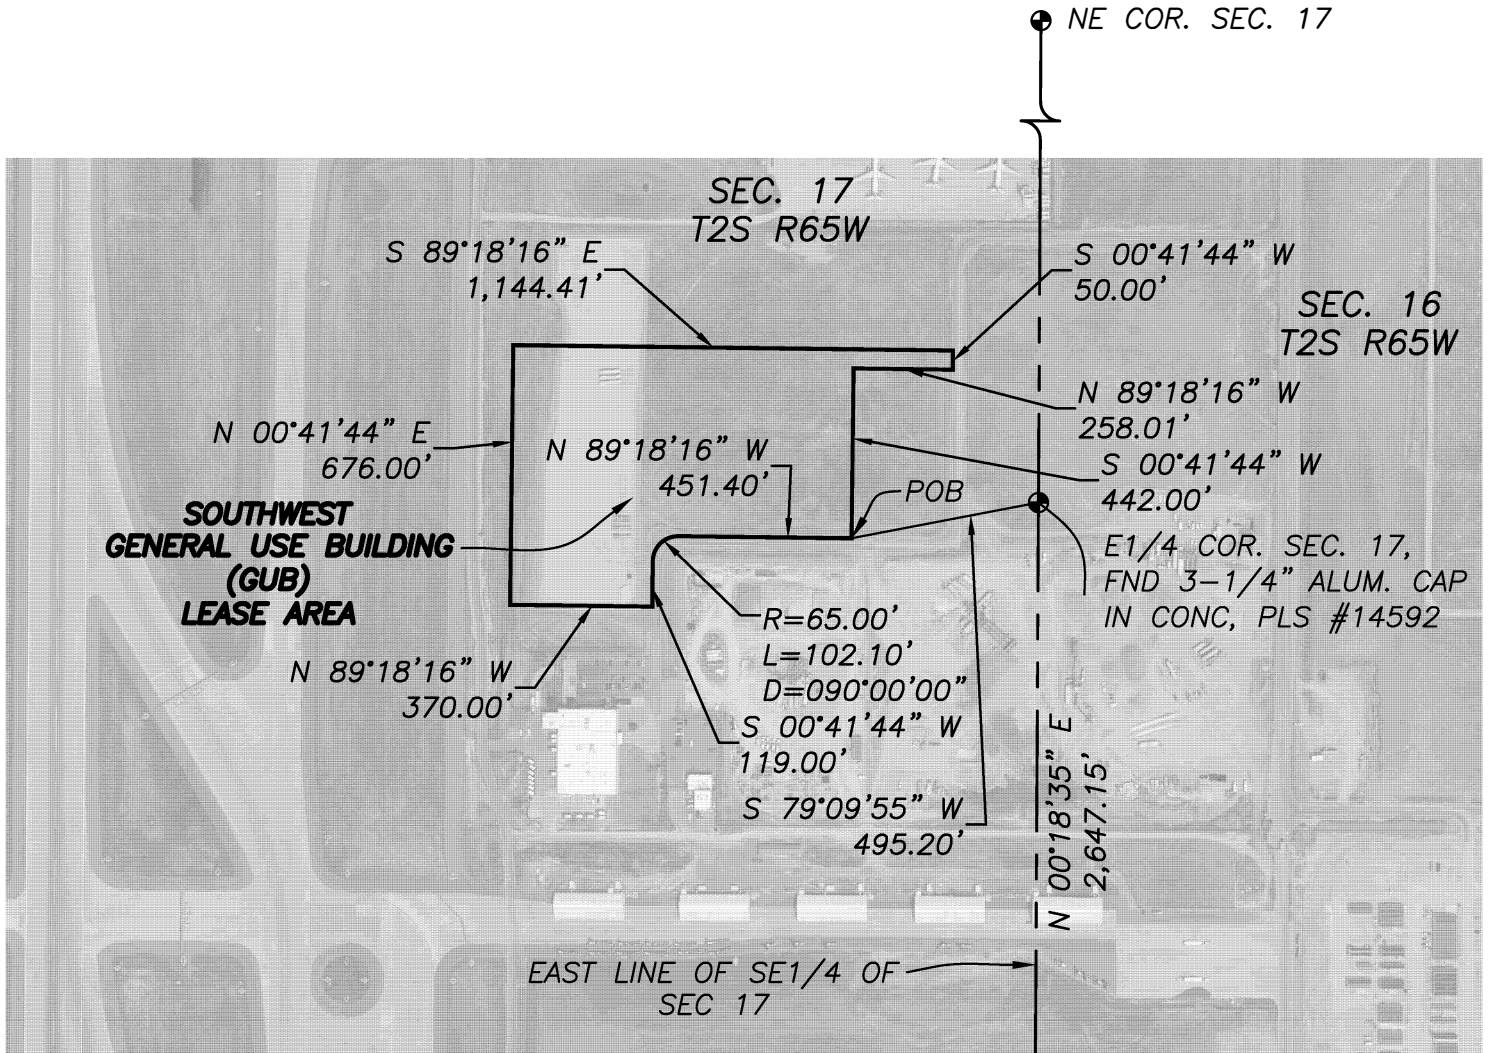 NE COR. SEC. 17
SEC. 17
T2S R65W
S 89°18'16" E
1,144.41'
S 00°41'44" W
50.00'
SEC. 16
T2S R65W
N 89°18'16" W
258.01'
N 00°41'44" E
676.00'
N 89°18'16" W
451.40'
S 00°41'44" W
442.00'
POB
SOUTHWEST
GENERAL USE BUILDING
(GUB)
LEASE AREA
E1/4 COR. SEC. 17,
FND 3-1/4" ALUM. CAP
IN CONC, PLS #14592
R=65.00'
L=102.10'
D=090°00'00"
N 89°18'16" W
370.00'
S 00°41'44" W
119.00'
S 79°09'55" W
495.20'
N 00°18'35" E
2,647.15'
EAST LINE OF SE1/4 OF
SEC 17